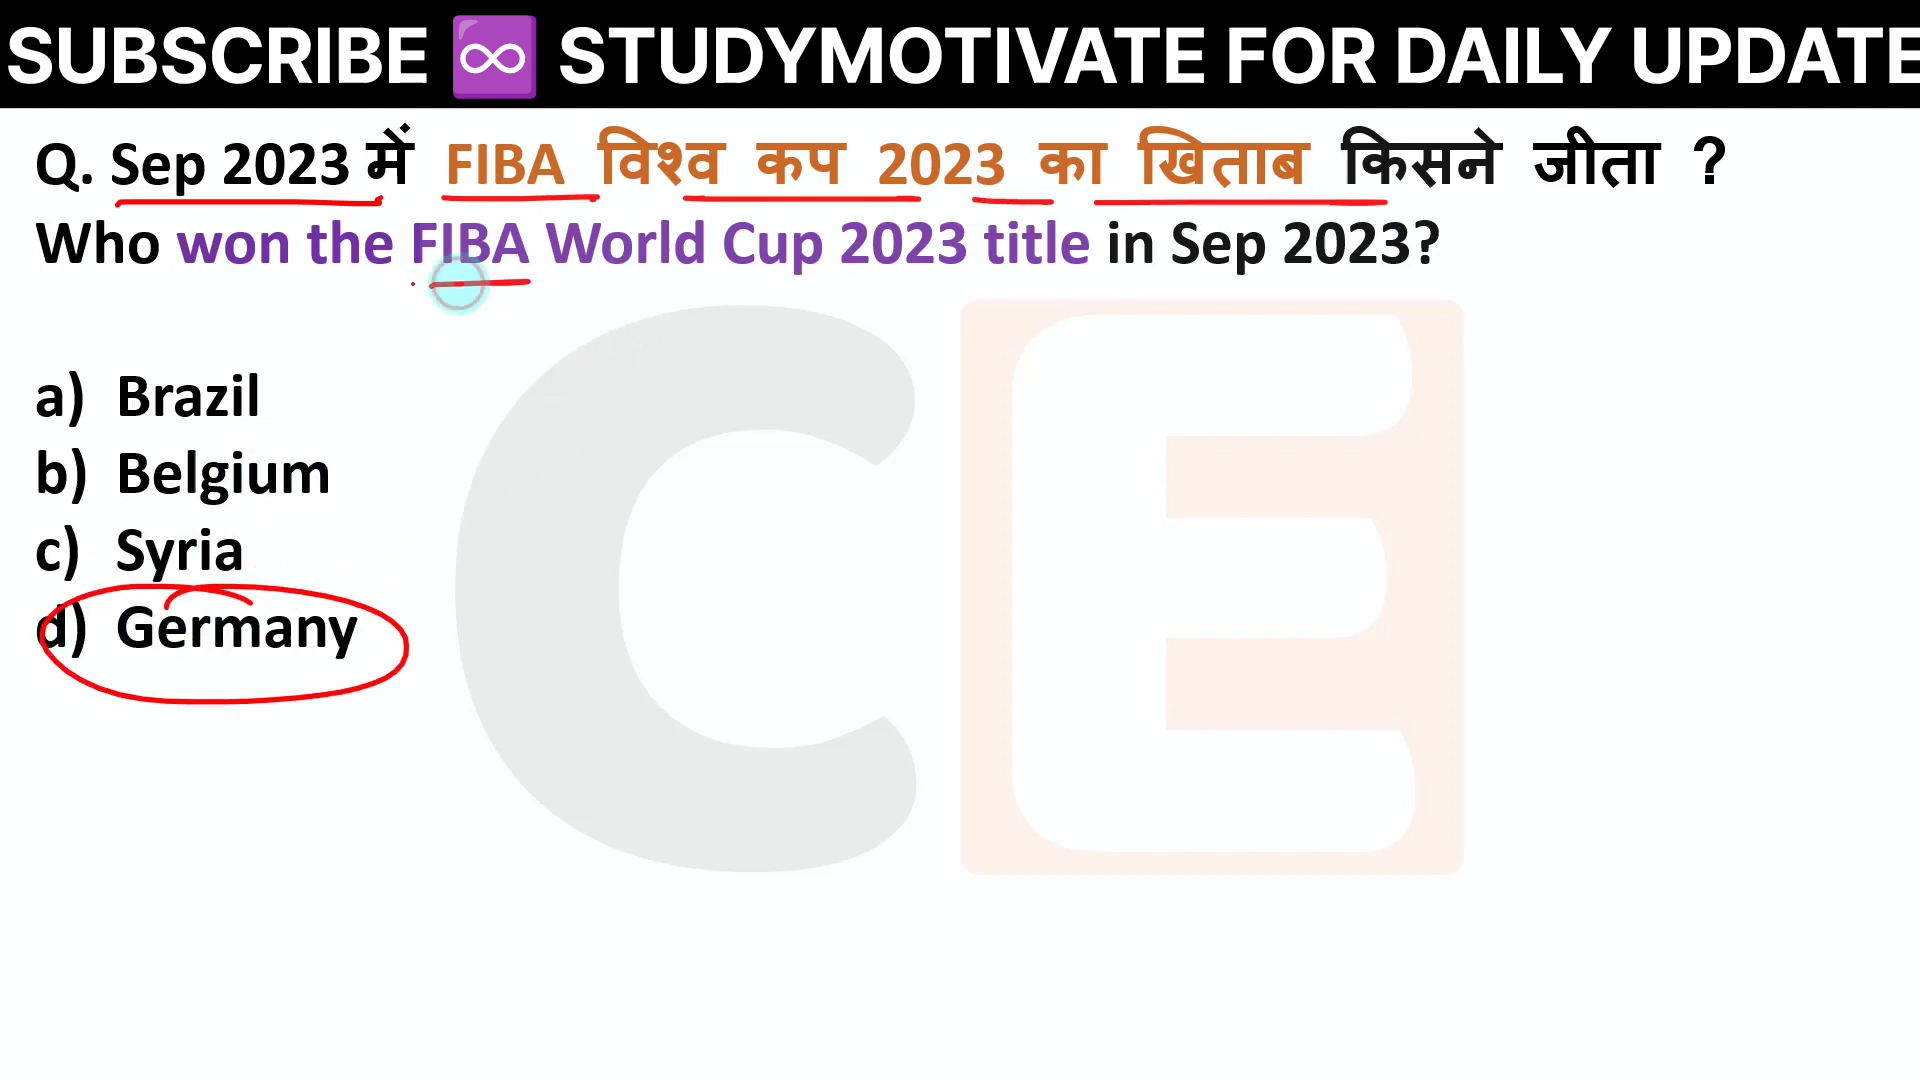 SUBSCRIBE ♾️ STUDYMOTIVATE FOR DAILY UPDATE
Q. Sep 2023 में FIBA विश्व कप 2023 का खिताब किसने जीता ?
Who won the FIBA World Cup 2023 title in Sep 2023?
a) Brazil
b) Belgium
c) Syria
d) Germany
CE